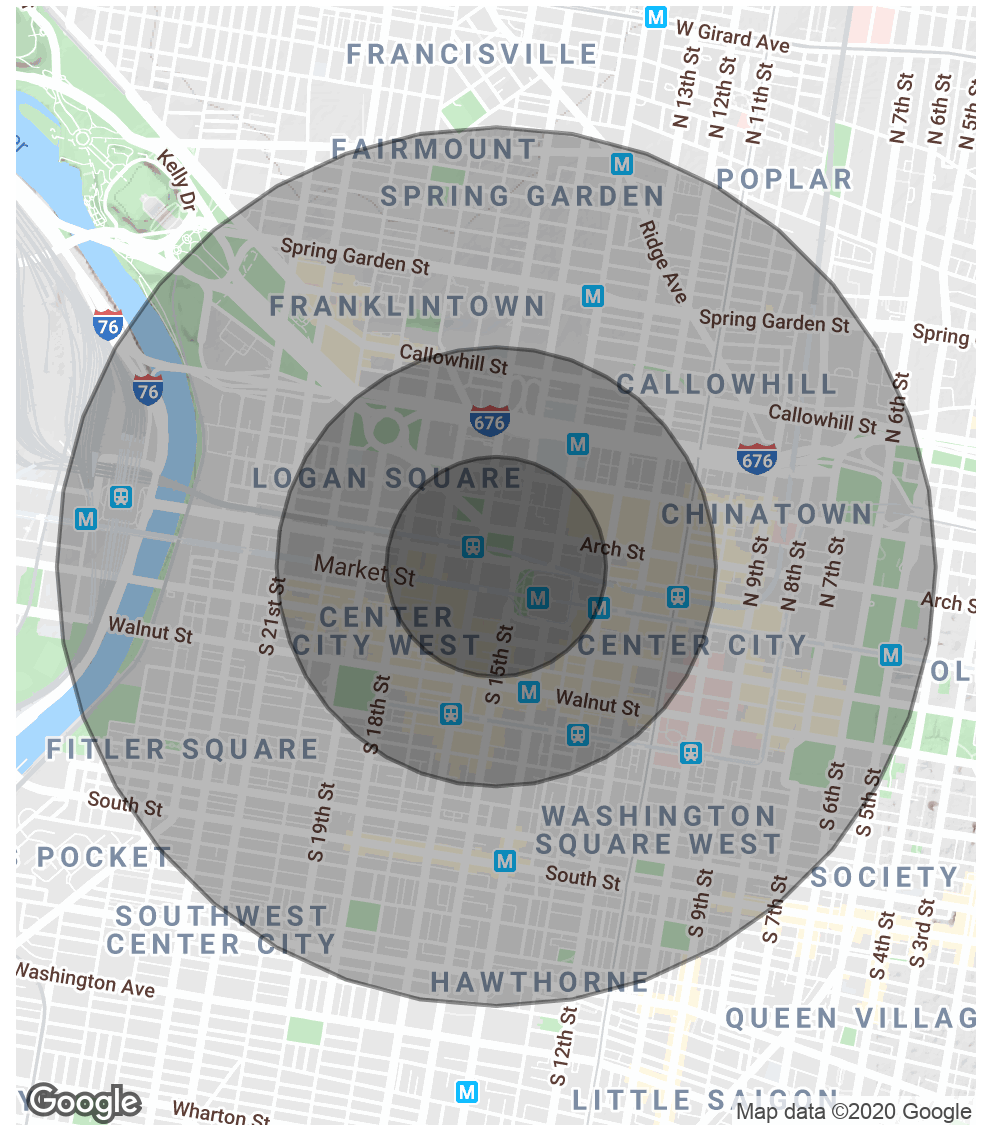 M
W Girard Ave
FRANCISVILLE
N 13th St
N 12th St
N 11th St
N 7th St
N 6th St
N 5th St
Kelly Dr
FAIRMOUNT
M
POPLAR
SPRING GARDEN
Ridge Ave
Spring Garden St
M
FRANKLINTOWN
76
Spring Garden St
Spring
Callowhill St
76
CALLOWHILL
N 6th St
676
Callowhill St
M
676
LOGAN SQUARE
M
CHINATOWN
Arch St
Market St
N 9th St
N 8th St
N 7th St
M
M
Arch S
S 21st St
CENTER
CITY WEST
Walnut St
CENTER CITY
S 15th St
M
OL
M
Walnut St
S 18th St
FITLER SQUARE
South St
S 19th St
S 6th St
S 5th St
WASHINGTON
SQUARE WEST
POCKET
M
South St
SOCIETY
S 9th St
S 7th St
SOUTHWEST
CENTER CITY
S 4th St
S 3rd St
HAWTHORNE
Washington Ave
QUEEN VILLAG
S 12th St
M
LITTLE SAIGON
Google
Wharton St
Map data ©2020 Google